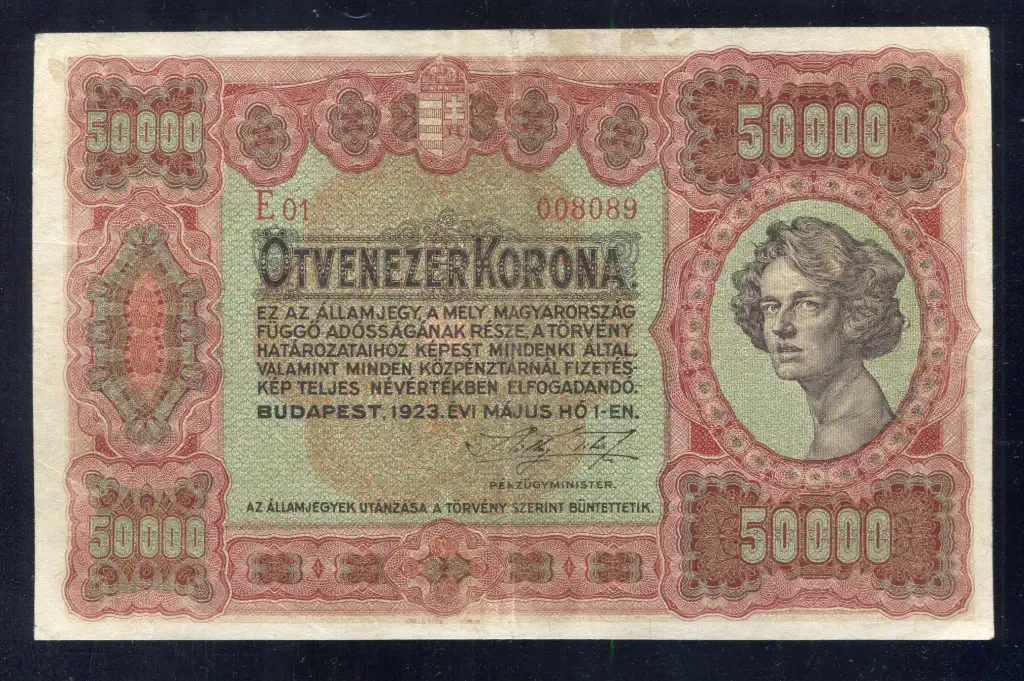 50000
50000
E 01 008089
ÖTVENEZER KORONA.
EZ AZ ÁLLAMJEGY, A MELY MAGYARORSZÁG
FÜGGŐ ADÓSSÁGÁNAK RÉSZE, A TÖRVÉNY
HATÁROZATAIHOZ KÉPEST MINDENKI ÁLTAL,
VALAMINT MINDEN KÖZPÉNZTÁRNÁL FIZETÉS-
KÉP TELJES NÉVÉRTÉKBEN ELFOGADANDÓ.
BUDAPEST, 1923. ÉVI MÁJUS HÓ 1-EN.
PÉNZÜGYMINISTER.
AZ ÁLLAMJEGYEK UTÁNZÁSA A TÖRVÉNY SZERINT BÜNTETTETIK.
50000
50000